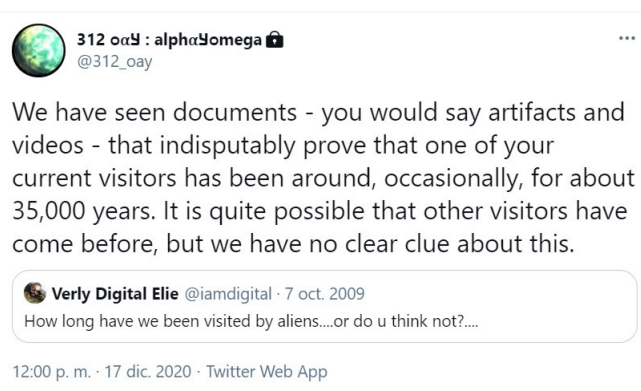 312 oαყ : alphαყomega
@312_oay
We have seen documents - you would say artifacts and
videos - that indisputably prove that one of your
current visitors has been around, occasionally, for about
35,000 years. It is quite possible that other visitors have
come before, but we have no clear clue about this.
Verly Digital Elie @iamdigital · 7 oct. 2009
How long have we been visited by aliens....or do u think not?....
12:00 p. m. · 17 dic. 2020 · Twitter Web App